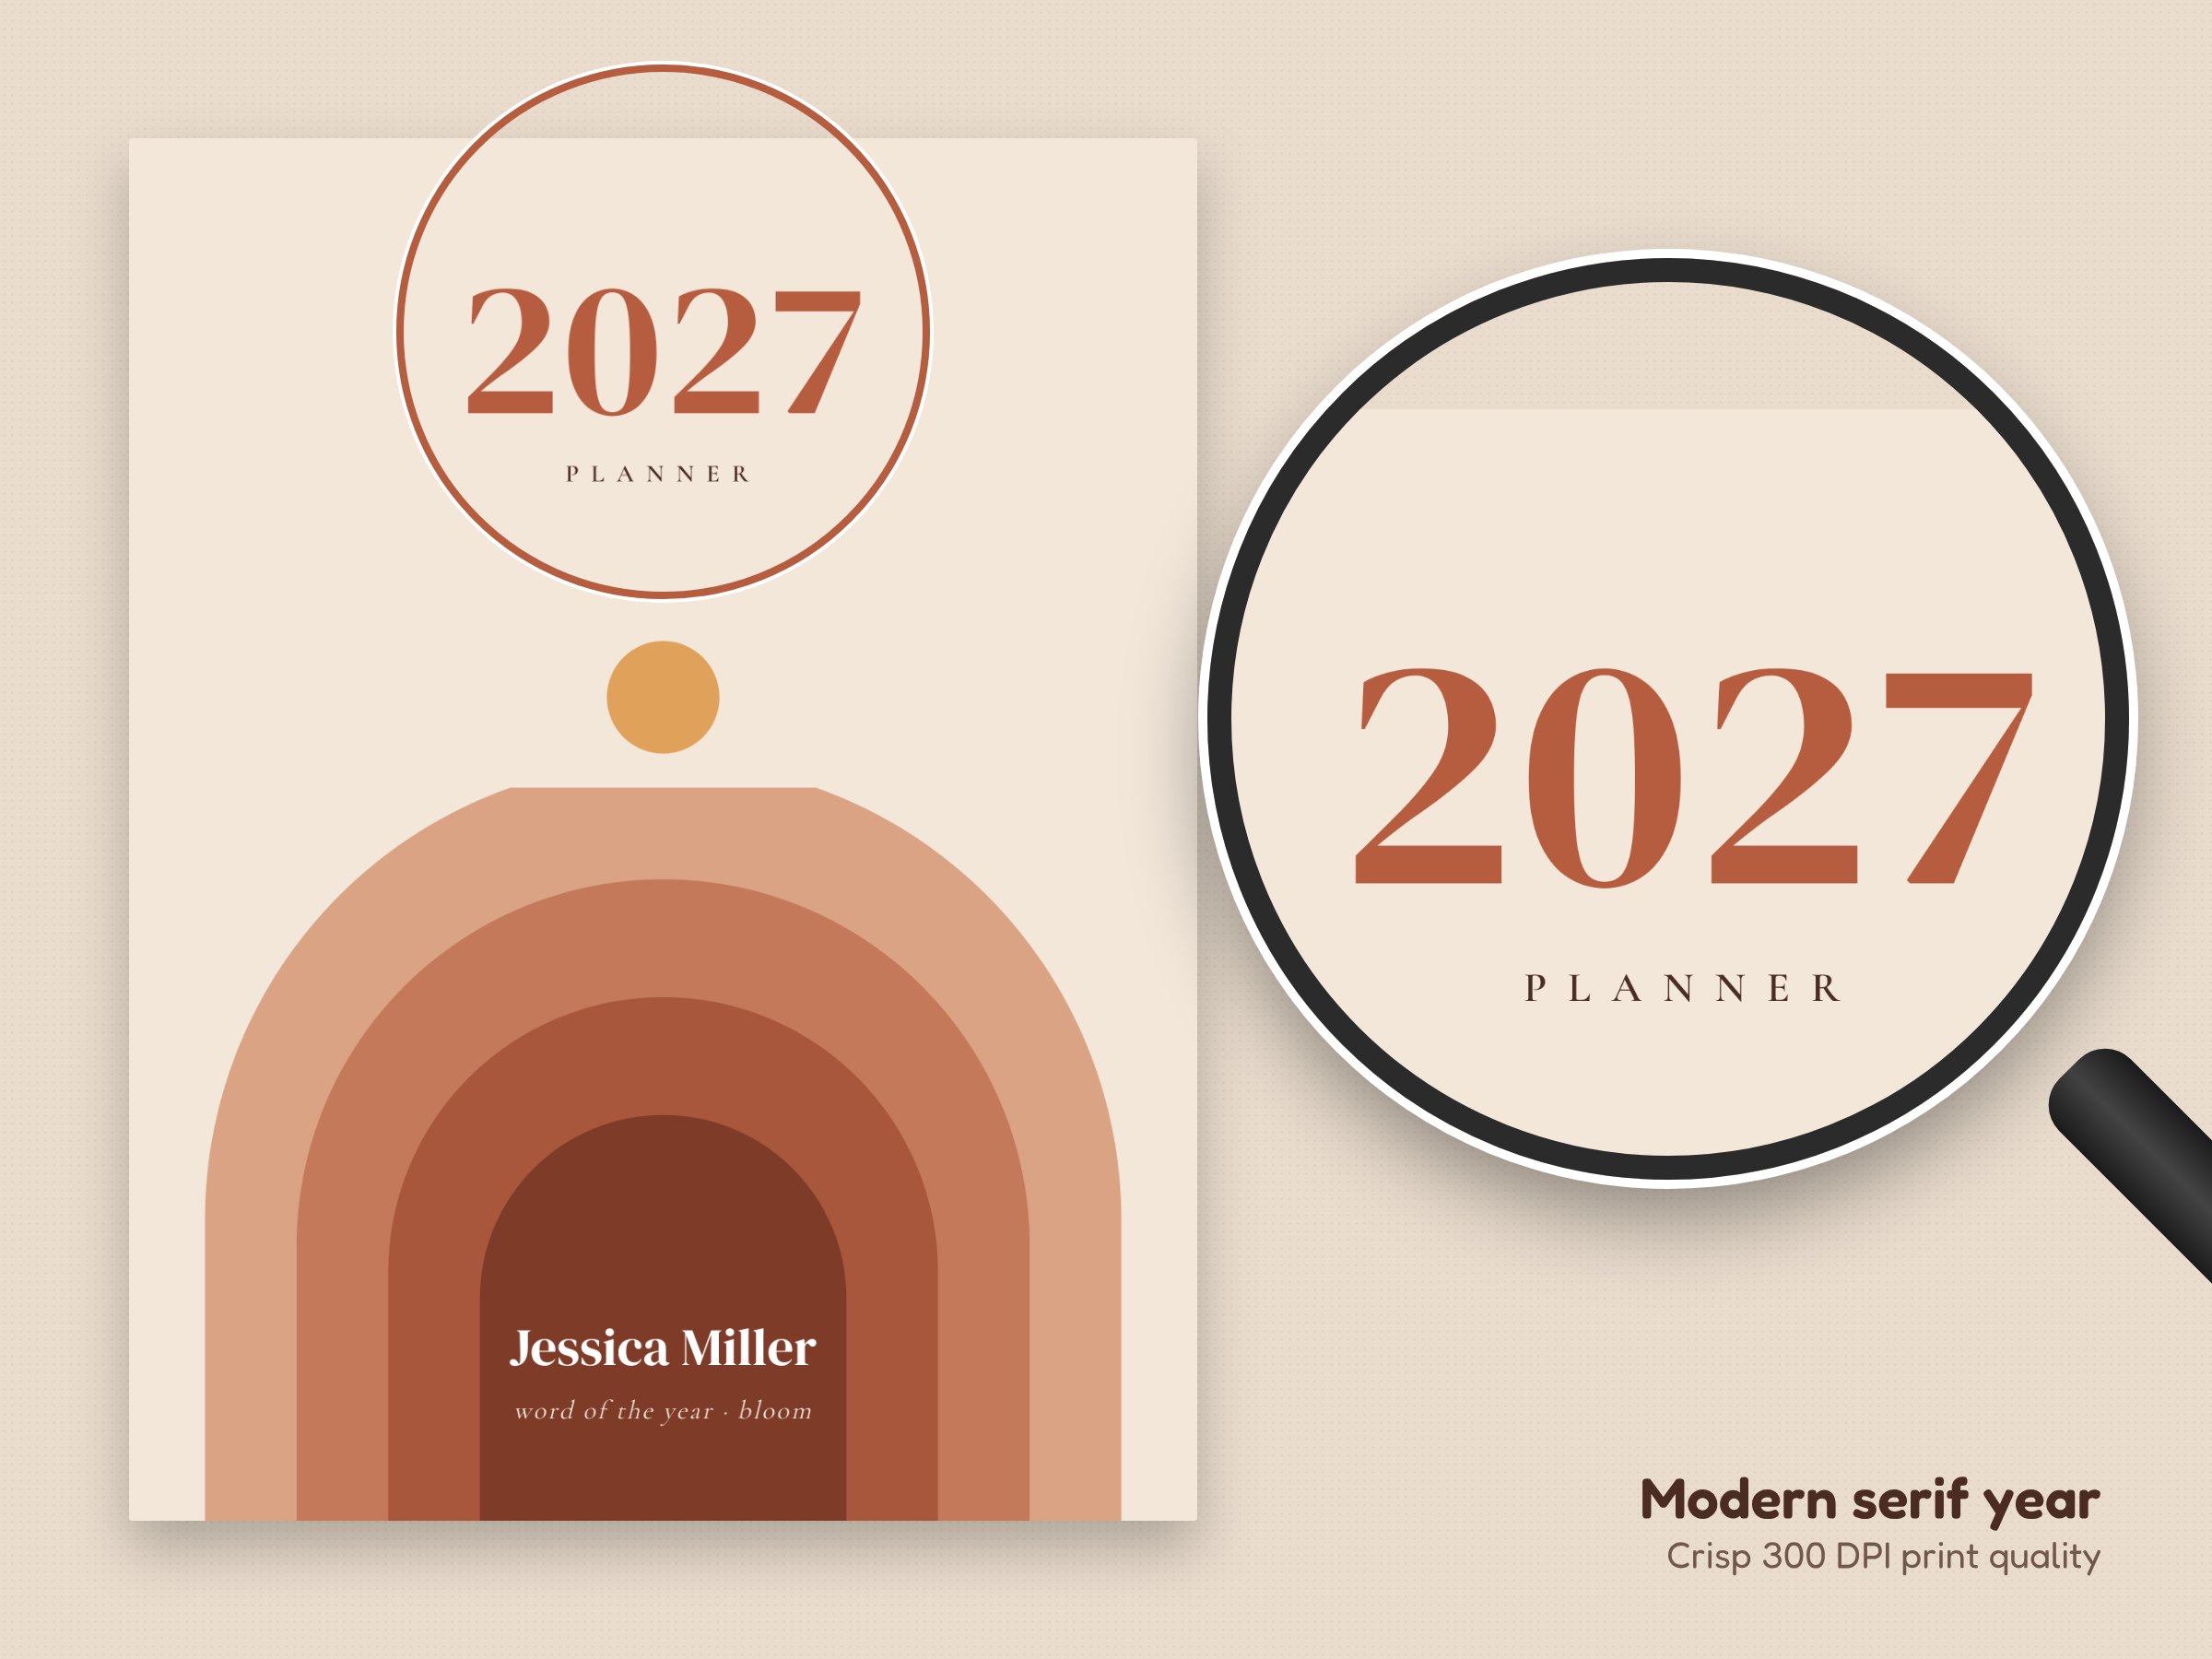 2027
PLANNER
Jessica Miller
word of the year · bloom
2027
PLANNER
Modern serif year
Crisp 300 DPI print quality